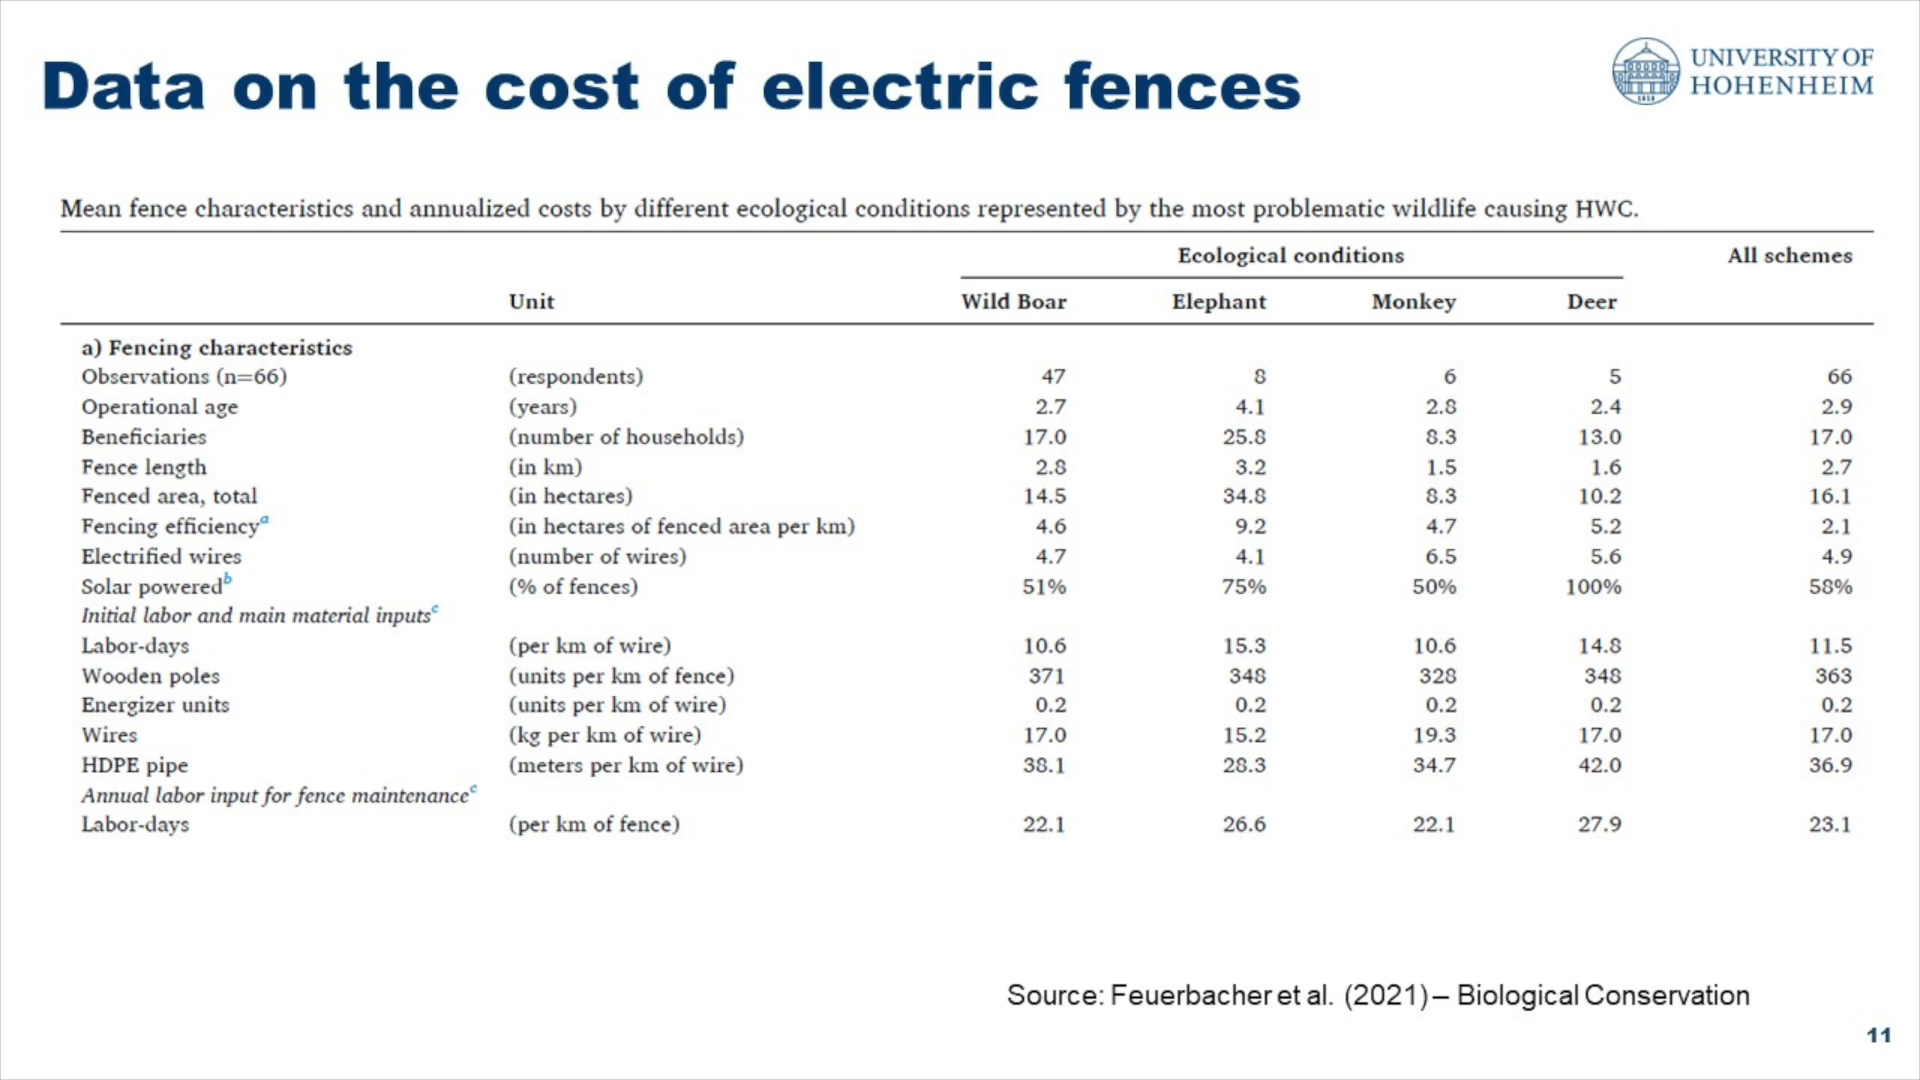 Data on the cost of electric fences
UNIVERSITY OF
HOHENHEIM
Mean fence characteristics and annualized costs by different ecological conditions represented by the most problematic wildlife causing HWC.
Ecological conditions All schemes
Unit Wild Boar Elephant Monkey Deer
a) Fencing characteristics
Observations (n=66) (respondents) 47 8 6 5 66
Operational age (years) 2.7 4.1 2.8 2.4 2.9
Beneficiaries (number of households) 17.0 25.8 8.3 13.0 17.0
Fence length (in km) 2.8 3.2 1.5 1.6 2.7
Fenced area, total (in hectares) 14.5 34.8 8.3 10.2 16.1
Fencing efficiencyª (in hectares of fenced area per km) 4.6 9.2 4.7 5.2 2.1
Electrified wires (number of wires) 4.7 4.1 6.5 5.6 4.9
Solar poweredᵇ (% of fences) 51% 75% 50% 100% 58%
Initial labor and main material inputsᶜ
Labor-days (per km of wire) 10.6 15.3 10.6 14.8 11.5
Wooden poles (units per km of fence) 371 348 328 348 363
Energizer units (units per km of wire) 0.2 0.2 0.2 0.2 0.2
Wires (kg per km of wire) 17.0 15.2 19.3 17.0 17.0
HDPE pipe (meters per km of wire) 38.1 28.3 34.7 42.0 36.9
Annual labor input for fence maintenanceᶜ
Labor-days (per km of fence) 22.1 26.6 22.1 27.9 23.1
Source: Feuerbacher et al. (2021) – Biological Conservation
11